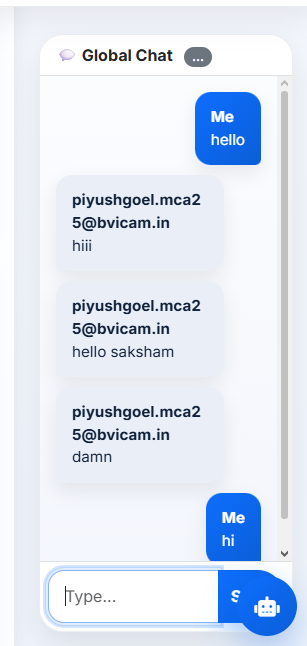 Global Chat ...
Me
hello
piyushgoel.mca2
5@bvicam.in
hiii
piyushgoel.mca2
5@bvicam.in
hello saksham
piyushgoel.mca2
5@bvicam.in
damn
Me
hi
Type...